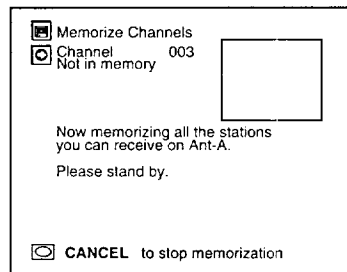 Memorize Channels
Channel 003
Not in memory
Now memorizing all the stations
you can receive on Ant-A.
Please stand by.
CANCEL to stop memorization